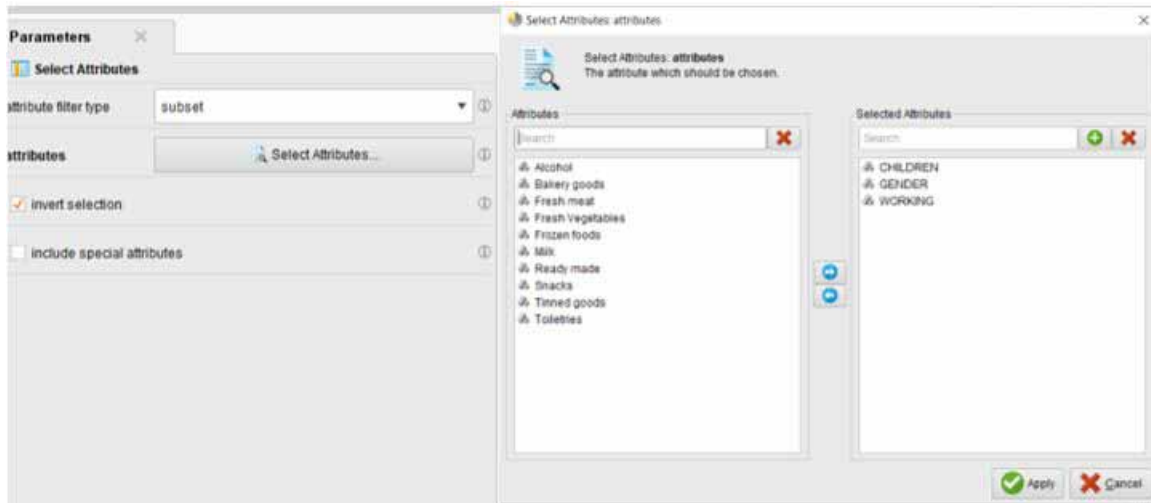 Parameters
Select Attributes
attribute filter type
subset
attributes
Select Attributes...
invert selection
include special attributes
Select Attributes: attributes
Select Attributes: attributes
The attribute which should be chosen.
Attributes
Search
Alcohol
Bakery goods
Fresh meat
Fresh Vegetables
Frozen foods
Milk
Ready made
Snacks
Tinned goods
Toiletries
Selected Attributes
Search
CHILDREN
GENDER
WORKING
Apply
Cancel